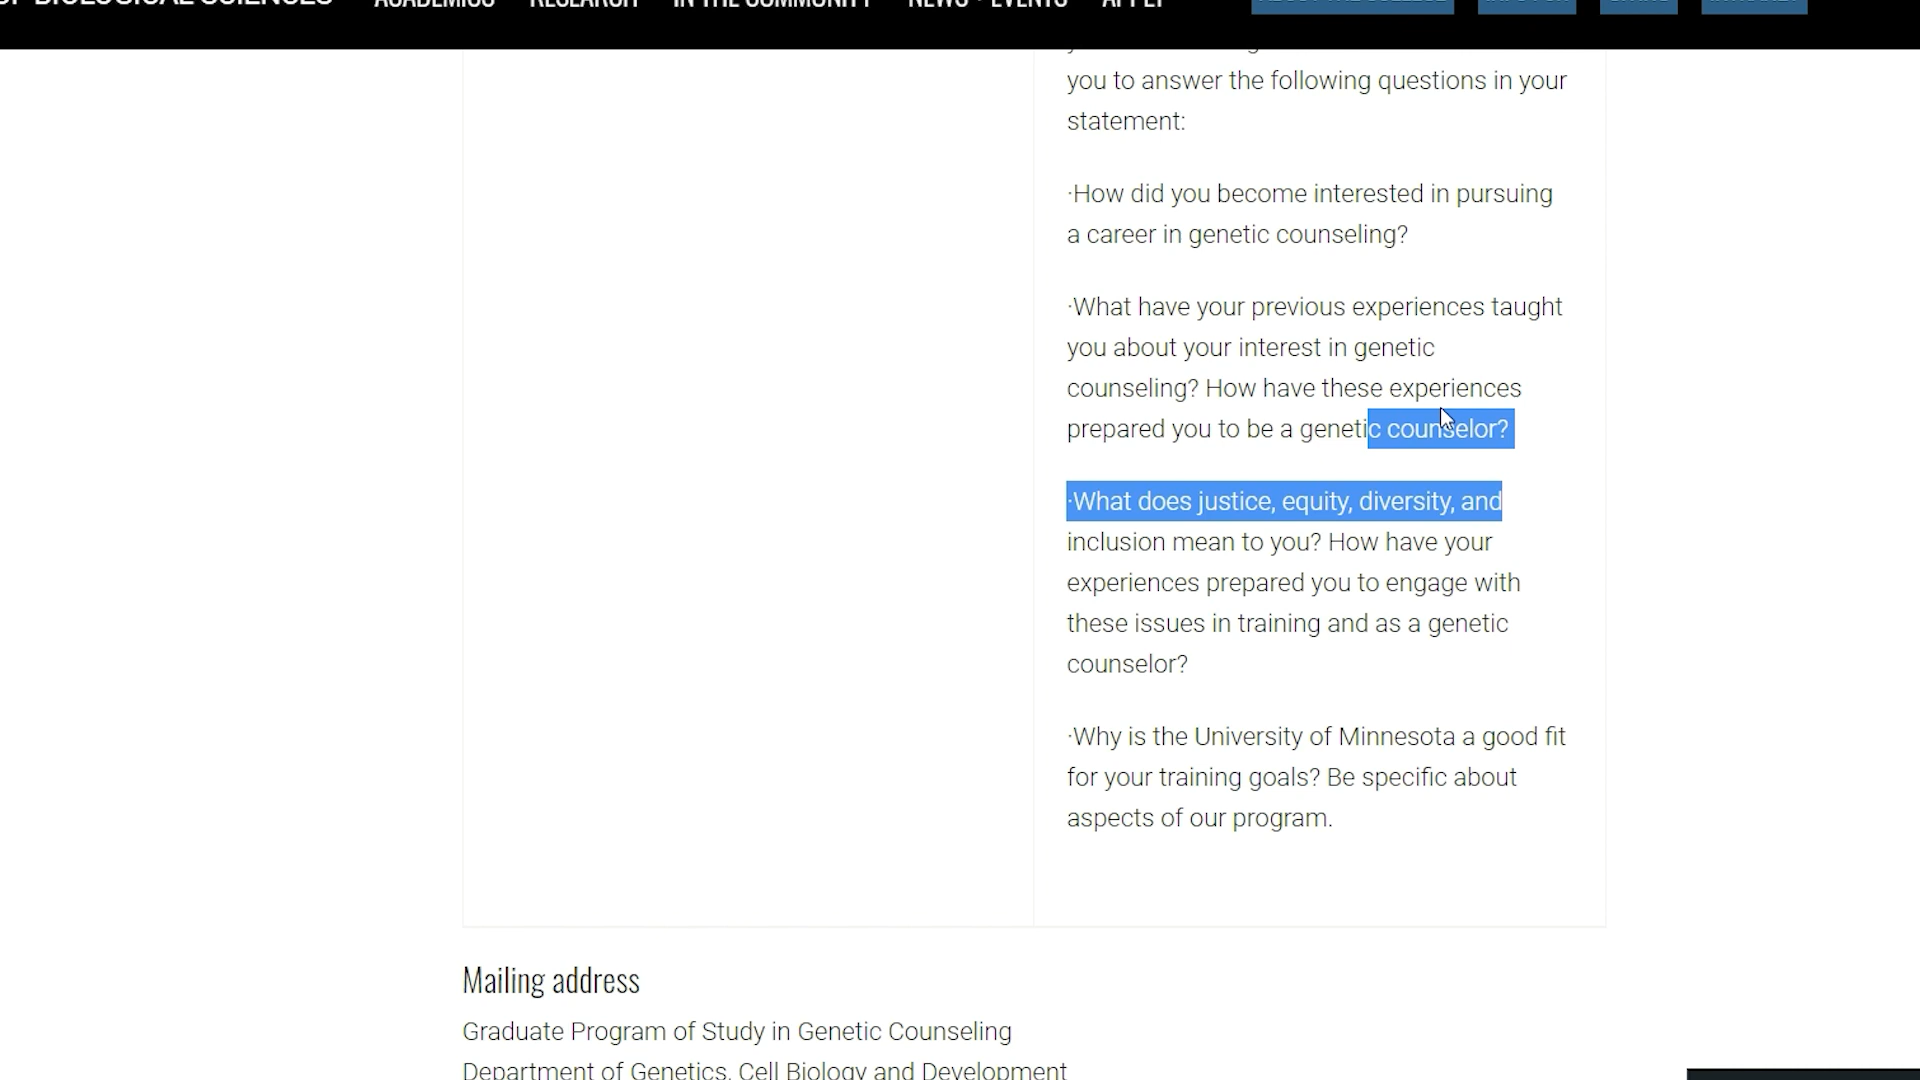 BIOLOGICAL SCIENCES ACADEMICS RESEARCH IN THE COMMUNITY NEWS + EVENTS APPLY
you to answer the following questions in your
statement:
·How did you become interested in pursuing
a career in genetic counseling?
·What have your previous experiences taught
you about your interest in genetic
counseling? How have these experiences
prepared you to be a genetic counselor?
·What does justice, equity, diversity, and
inclusion mean to you? How have your
experiences prepared you to engage with
these issues in training and as a genetic
counselor?
·Why is the University of Minnesota a good fit
for your training goals? Be specific about
aspects of our program.
Mailing address
Graduate Program of Study in Genetic Counseling
Department of Genetics, Cell Biology and Development